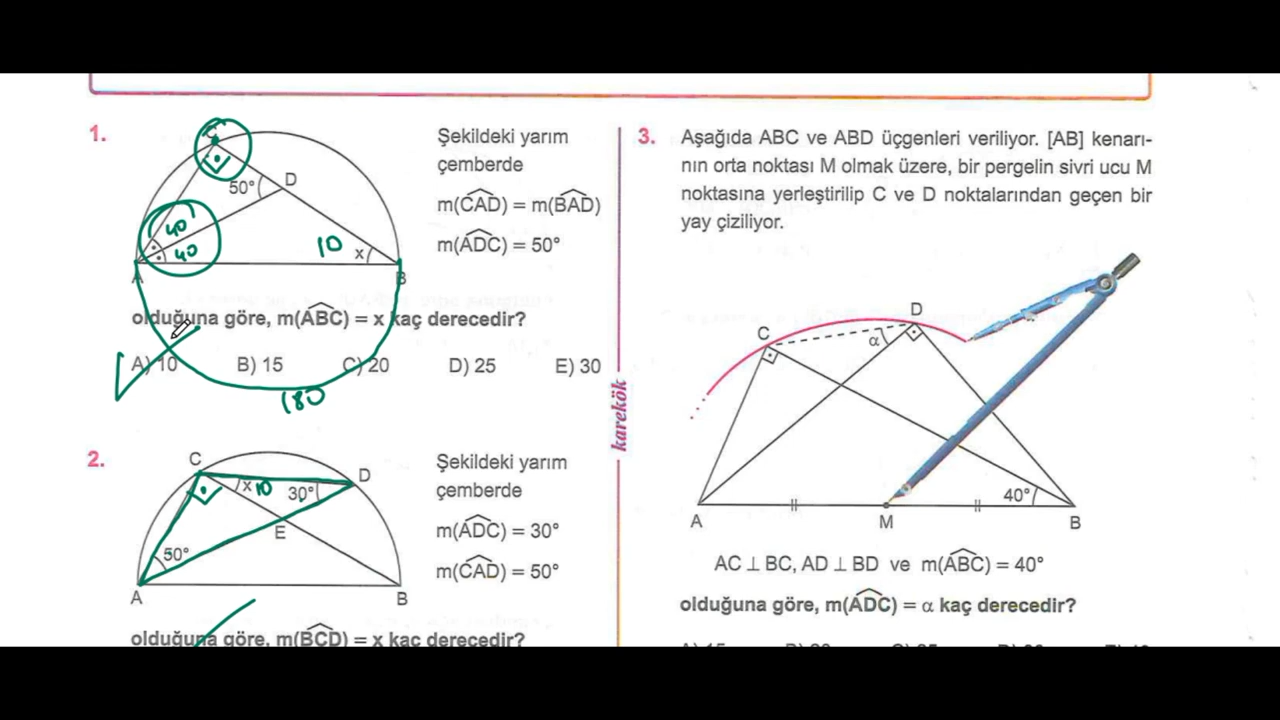 1.
Şekildeki yarım
çemberde
m(CAD) = m(BAD)
m(ADC) = 50°
C
D
50°
40
40
10
x
A
B
olduğuna göre, m(ABC) = x kaç derecedir?
A) 10 B) 15 C) 20 D) 25 E) 30
180
2.
Şekildeki yarım
çemberde
m(ADC) = 30°
m(CAD) = 50°
C
D
x 10
30°
E
50°
A
B
olduğuna göre, m(BCD) = x kaç derecedir?
karekök
3.
Aşağıda ABC ve ABD üçgenleri veriliyor. [AB] kenarı-
nın orta noktası M olmak üzere, bir pergelin sivri ucu M
noktasına yerleştirilip C ve D noktalarından geçen bir
yay çiziliyor.
D
C
α
40°
A
M
B
AC ⊥ BC, AD ⊥ BD ve m(ABC) = 40°
olduğuna göre, m(ADC) = α kaç derecedir?